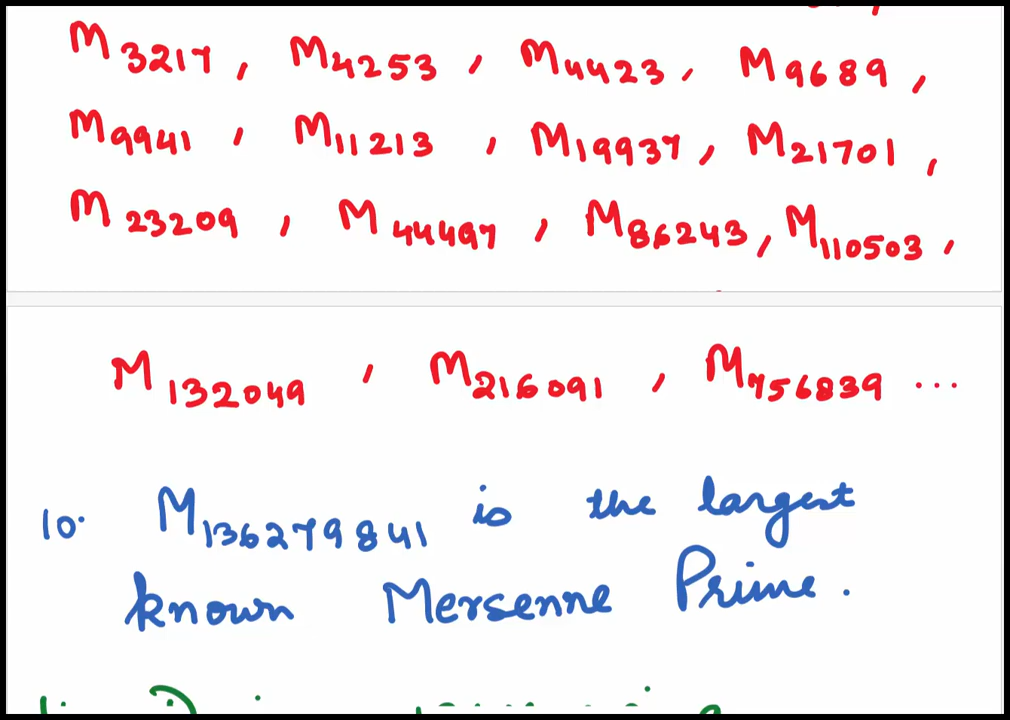 M3217, M4253, M4423, M9689,
M9941, M11213, M19937, M21701,
M23209, M44497, M86243, M110503,
M132049, M216091, M756839 ...
10. M136279841 is the largest
known Mersenne Prime.